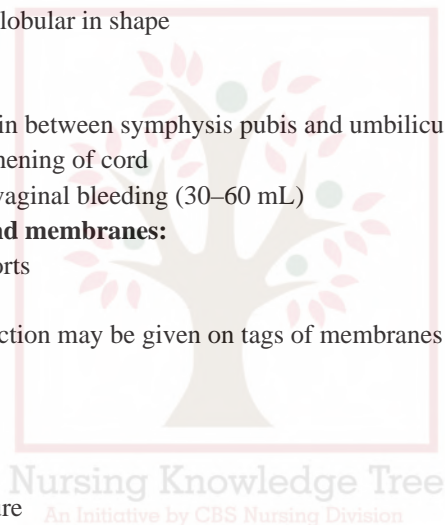 lobular in shape
in between symphysis pubis and umbilicu
hening of cord
vaginal bleeding (30–60 mL)
nd membranes:
orts
ction may be given on tags of membranes
Nursing Knowledge Tree
ure
An Initiative by CBS Nursing Division